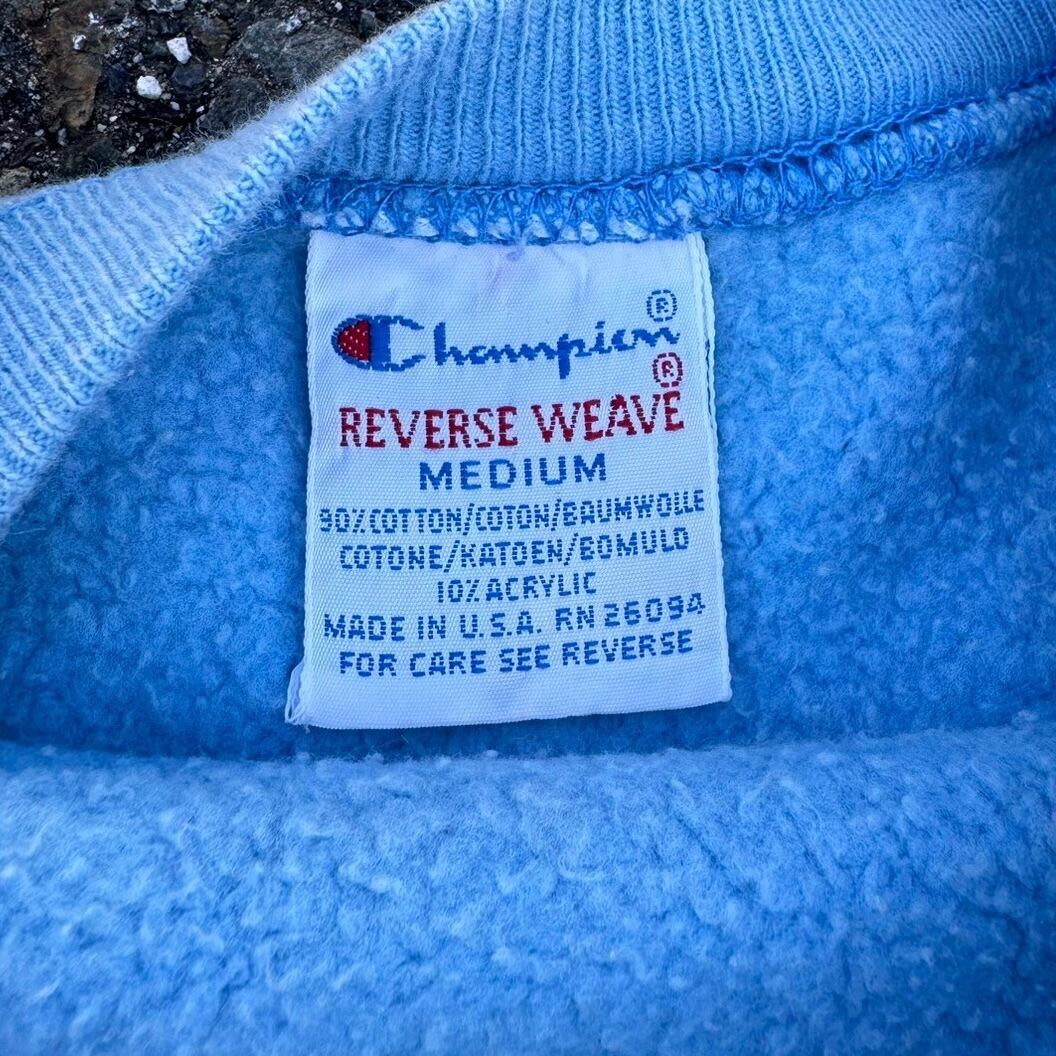 Champion®
REVERSE WEAVE®
MEDIUM
90%COTTON/COTON/BAUMWOLLE
COTONE/KATOEN/BOMULD
10%ACRYLIC
MADE IN U.S.A. RN 26094
FOR CARE SEE REVERSE